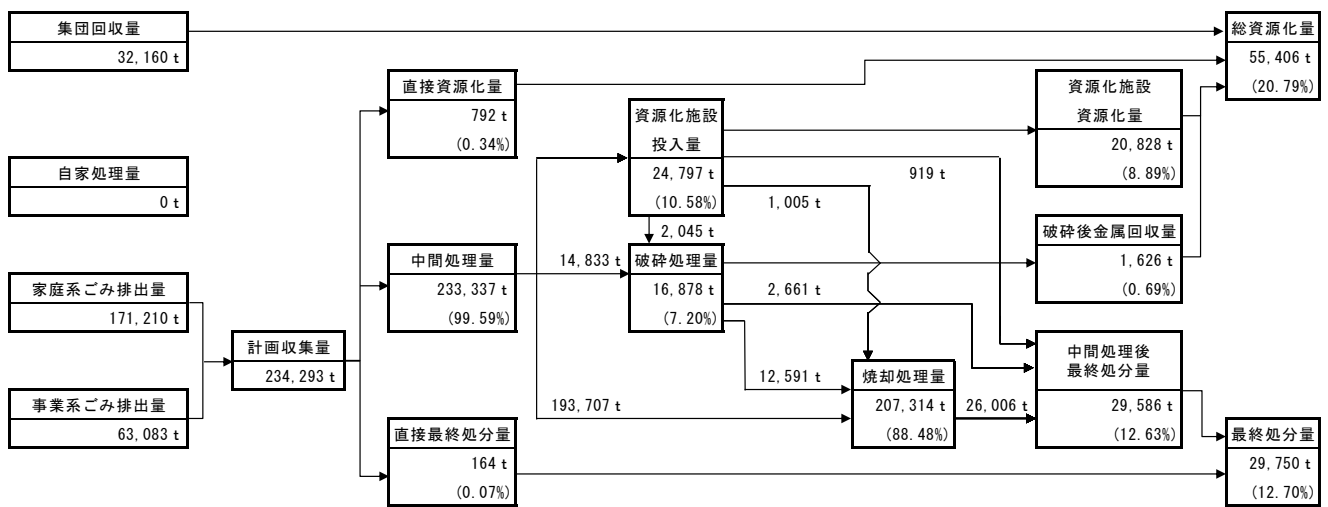 集団回収量
32,160 t
自家処理量
0 t
家庭系ごみ排出量
171,210 t
事業系ごみ排出量
63,083 t
計画収集量
234,293 t
直接資源化量
792 t
(0.34%)
中間処理量
233,337 t
(99.59%)
直接最終処分量
164 t
(0.07%)
14,833 t
193,707 t
資源化施設
投入量
24,797 t
(10.58%)
2,045 t
破砕処理量
16,878 t
(7.20%)
919 t
1,005 t
2,661 t
12,591 t
焼却処理量
207,314 t
(88.48%)
26,006 t
資源化施設
資源化量
20,828 t
(8.89%)
破砕後金属回収量
1,626 t
(0.69%)
中間処理後
最終処分量
29,586 t
(12.63%)
総資源化量
55,406 t
(20.79%)
最終処分量
29,750 t
(12.70%)